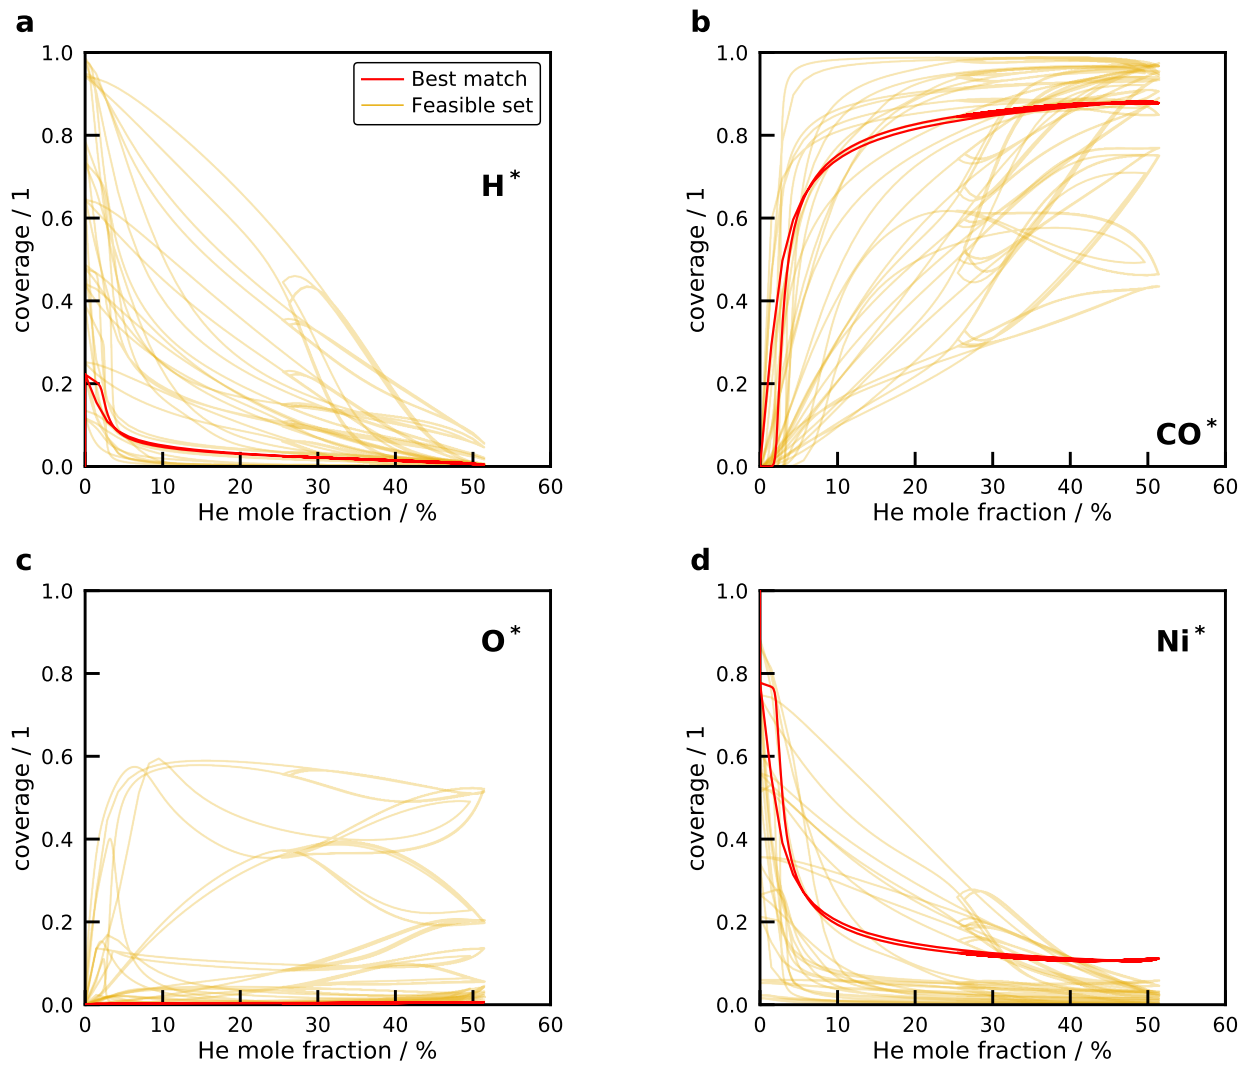 a
1.0
0.8
0.6
0.4
0.2
0.0
coverage / 1
0 10 20 30 40 50 60
He mole fraction / %
Best match
Feasible set
H*
b
1.0
0.8
0.6
0.4
0.2
0.0
coverage / 1
0 10 20 30 40 50 60
He mole fraction / %
CO*
c
1.0
0.8
0.6
0.4
0.2
0.0
coverage / 1
0 10 20 30 40 50 60
He mole fraction / %
O*
d
1.0
0.8
0.6
0.4
0.2
0.0
coverage / 1
0 10 20 30 40 50 60
He mole fraction / %
Ni*